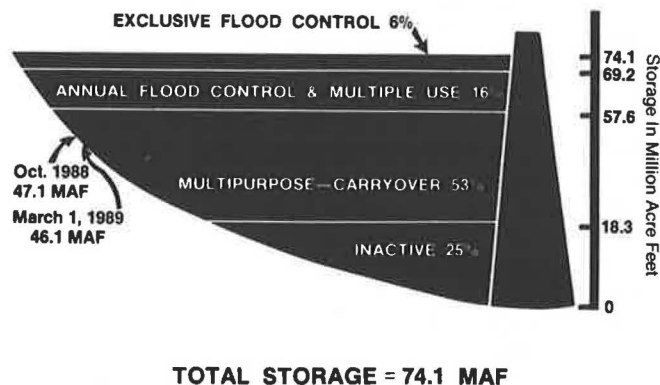 EXCLUSIVE FLOOD CONTROL 6%
74.1
69.2
ANNUAL FLOOD CONTROL & MULTIPLE USE 16%
57.6
Oct. 1988
47.1 MAF
MULTIPURPOSE—CARRYOVER 53%
March 1, 1989
46.1 MAF
18.3
INACTIVE 25%
0
Storage In Million Acre Feet
TOTAL STORAGE = 74.1 MAF